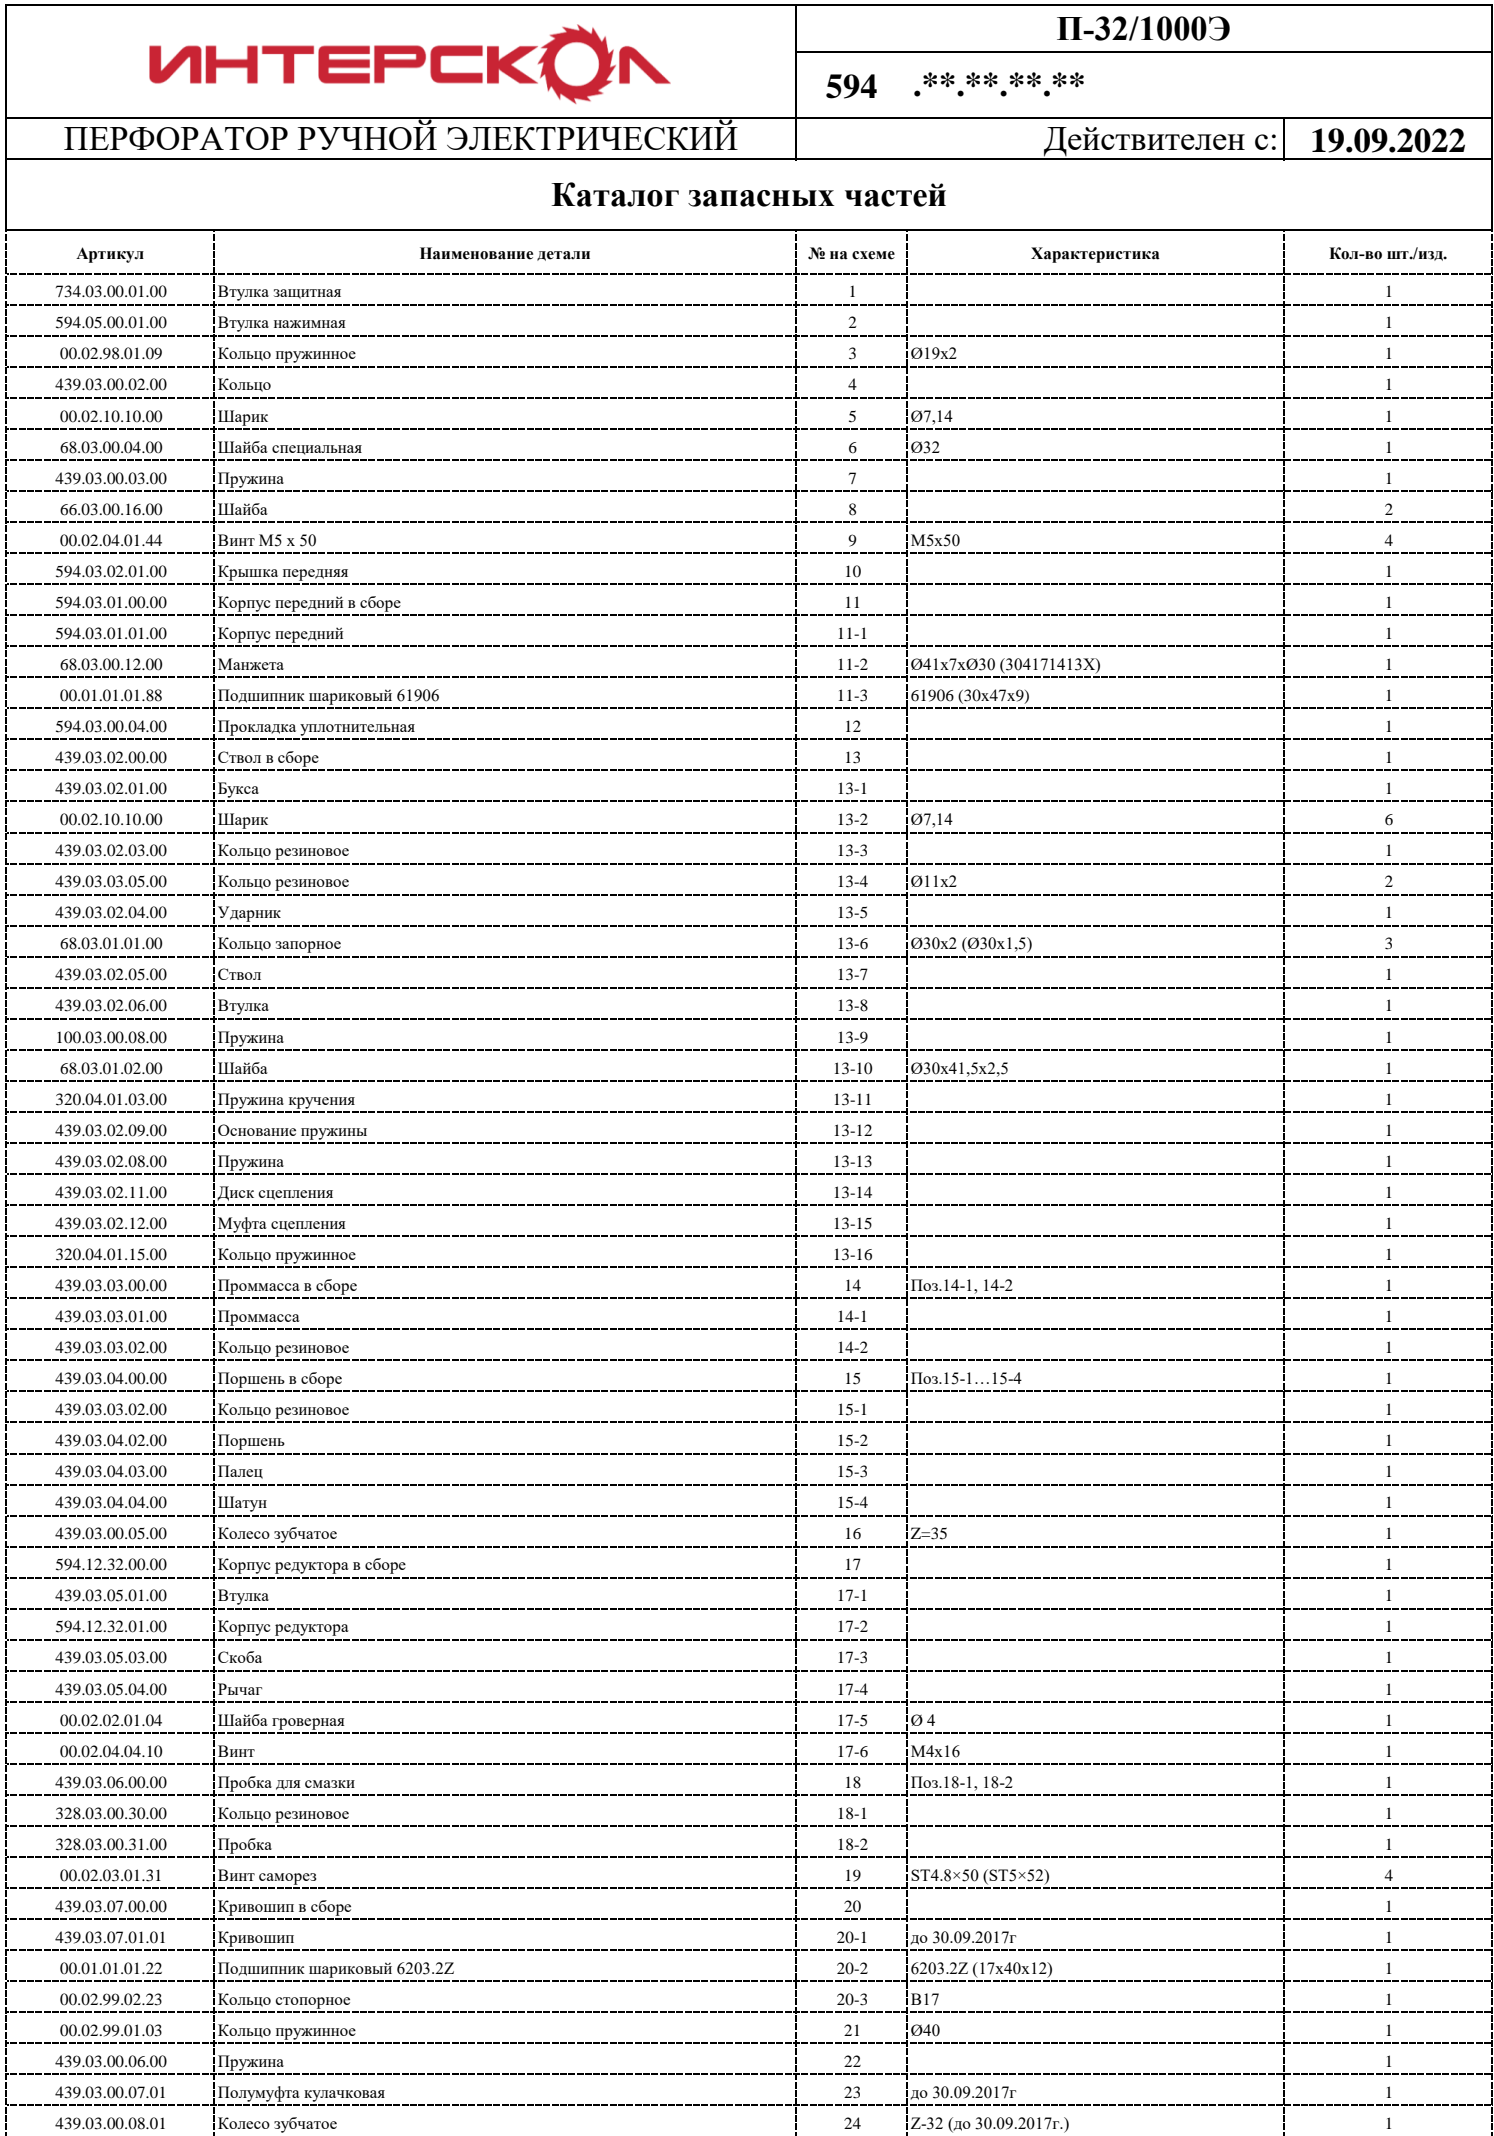 ИНТЕРСКОЛ
П-32/1000Э
594 .**.**.**.**
ПЕРФОРАТОР РУЧНОЙ ЭЛЕКТРИЧЕСКИЙ Действителен с: 19.09.2022
Каталог запасных частей
Артикул Наименование детали № на схеме Характеристика Кол-во шт./изд.
734.03.00.01.00 Втулка защитная 1 1
594.05.00.01.00 Втулка нажимная 2 1
00.02.98.01.09 Кольцо пружинное 3 Ø19x2 1
439.03.00.02.00 Кольцо 4 1
00.02.10.10.00 Шарик 5 Ø7,14 1
68.03.00.04.00 Шайба специальная 6 Ø32 1
439.03.00.03.00 Пружина 7 1
66.03.00.16.00 Шайба 8 2
00.02.04.01.44 Винт М5 х 50 9 М5х50 4
594.03.02.01.00 Крышка передняя 10 1
594.03.01.00.00 Корпус передний в сборе 11 1
594.03.01.01.00 Корпус передний 11-1 1
68.03.00.12.00 Манжета 11-2 Ø41x7xØ30 (304171413X) 1
00.01.01.01.88 Подшипник шариковый 61906 11-3 61906 (30х47х9) 1
594.03.00.04.00 Прокладка уплотнительная 12 1
439.03.02.00.00 Ствол в сборе 13 1
439.03.02.01.00 Букса 13-1 1
00.02.10.10.00 Шарик 13-2 Ø7,14 6
439.03.02.03.00 Кольцо резиновое 13-3 1
439.03.03.05.00 Кольцо резиновое 13-4 Ø11x2 2
439.03.02.04.00 Ударник 13-5 1
68.03.01.01.00 Кольцо запорное 13-6 Ø30x2 (Ø30x1,5) 3
439.03.02.05.00 Ствол 13-7 1
439.03.02.06.00 Втулка 13-8 1
100.03.00.08.00 Пружина 13-9 1
68.03.01.02.00 Шайба 13-10 Ø30x41,5x2,5 1
320.04.01.03.00 Пружина кручения 13-11 1
439.03.02.09.00 Основание пружины 13-12 1
439.03.02.08.00 Пружина 13-13 1
439.03.02.11.00 Диск сцепления 13-14 1
439.03.02.12.00 Муфта сцепления 13-15 1
320.04.01.15.00 Кольцо пружинное 13-16 1
439.03.03.00.00 Проммасса в сборе 14 Поз.14-1, 14-2 1
439.03.03.01.00 Проммасса 14-1 1
439.03.03.02.00 Кольцо резиновое 14-2 1
439.03.04.00.00 Поршень в сборе 15 Поз.15-1…15-4 1
439.03.03.02.00 Кольцо резиновое 15-1 1
439.03.04.02.00 Поршень 15-2 1
439.03.04.03.00 Палец 15-3 1
439.03.04.04.00 Шатун 15-4 1
439.03.00.05.00 Колесо зубчатое 16 Z=35 1
594.12.32.00.00 Корпус редуктора в сборе 17 1
439.03.05.01.00 Втулка 17-1 1
594.12.32.01.00 Корпус редуктора 17-2 1
439.03.05.03.00 Скоба 17-3 1
439.03.05.04.00 Рычаг 17-4 1
00.02.02.01.04 Шайба гроверная 17-5 Ø 4 1
00.02.04.04.10 Винт 17-6 М4х16 1
439.03.06.00.00 Пробка для смазки 18 Поз.18-1, 18-2 1
328.03.00.30.00 Кольцо резиновое 18-1 1
328.03.00.31.00 Пробка 18-2 1
00.02.03.01.31 Винт саморез 19 ST4.8×50 (ST5×52) 4
439.03.07.00.00 Кривошип в сборе 20 1
439.03.07.01.01 Кривошип 20-1 до 30.09.2017г 1
00.01.01.01.22 Подшипник шариковый 6203.2Z 20-2 6203.2Z (17х40х12) 1
00.02.99.02.23 Кольцо стопорное 20-3 В17 1
00.02.99.01.03 Кольцо пружинное 21 Ø40 1
439.03.00.06.00 Пружина 22 1
439.03.00.07.01 Полумуфта кулачковая 23 до 30.09.2017г 1
439.03.00.08.01 Колесо зубчатое 24 Z-32 (до 30.09.2017г.) 1